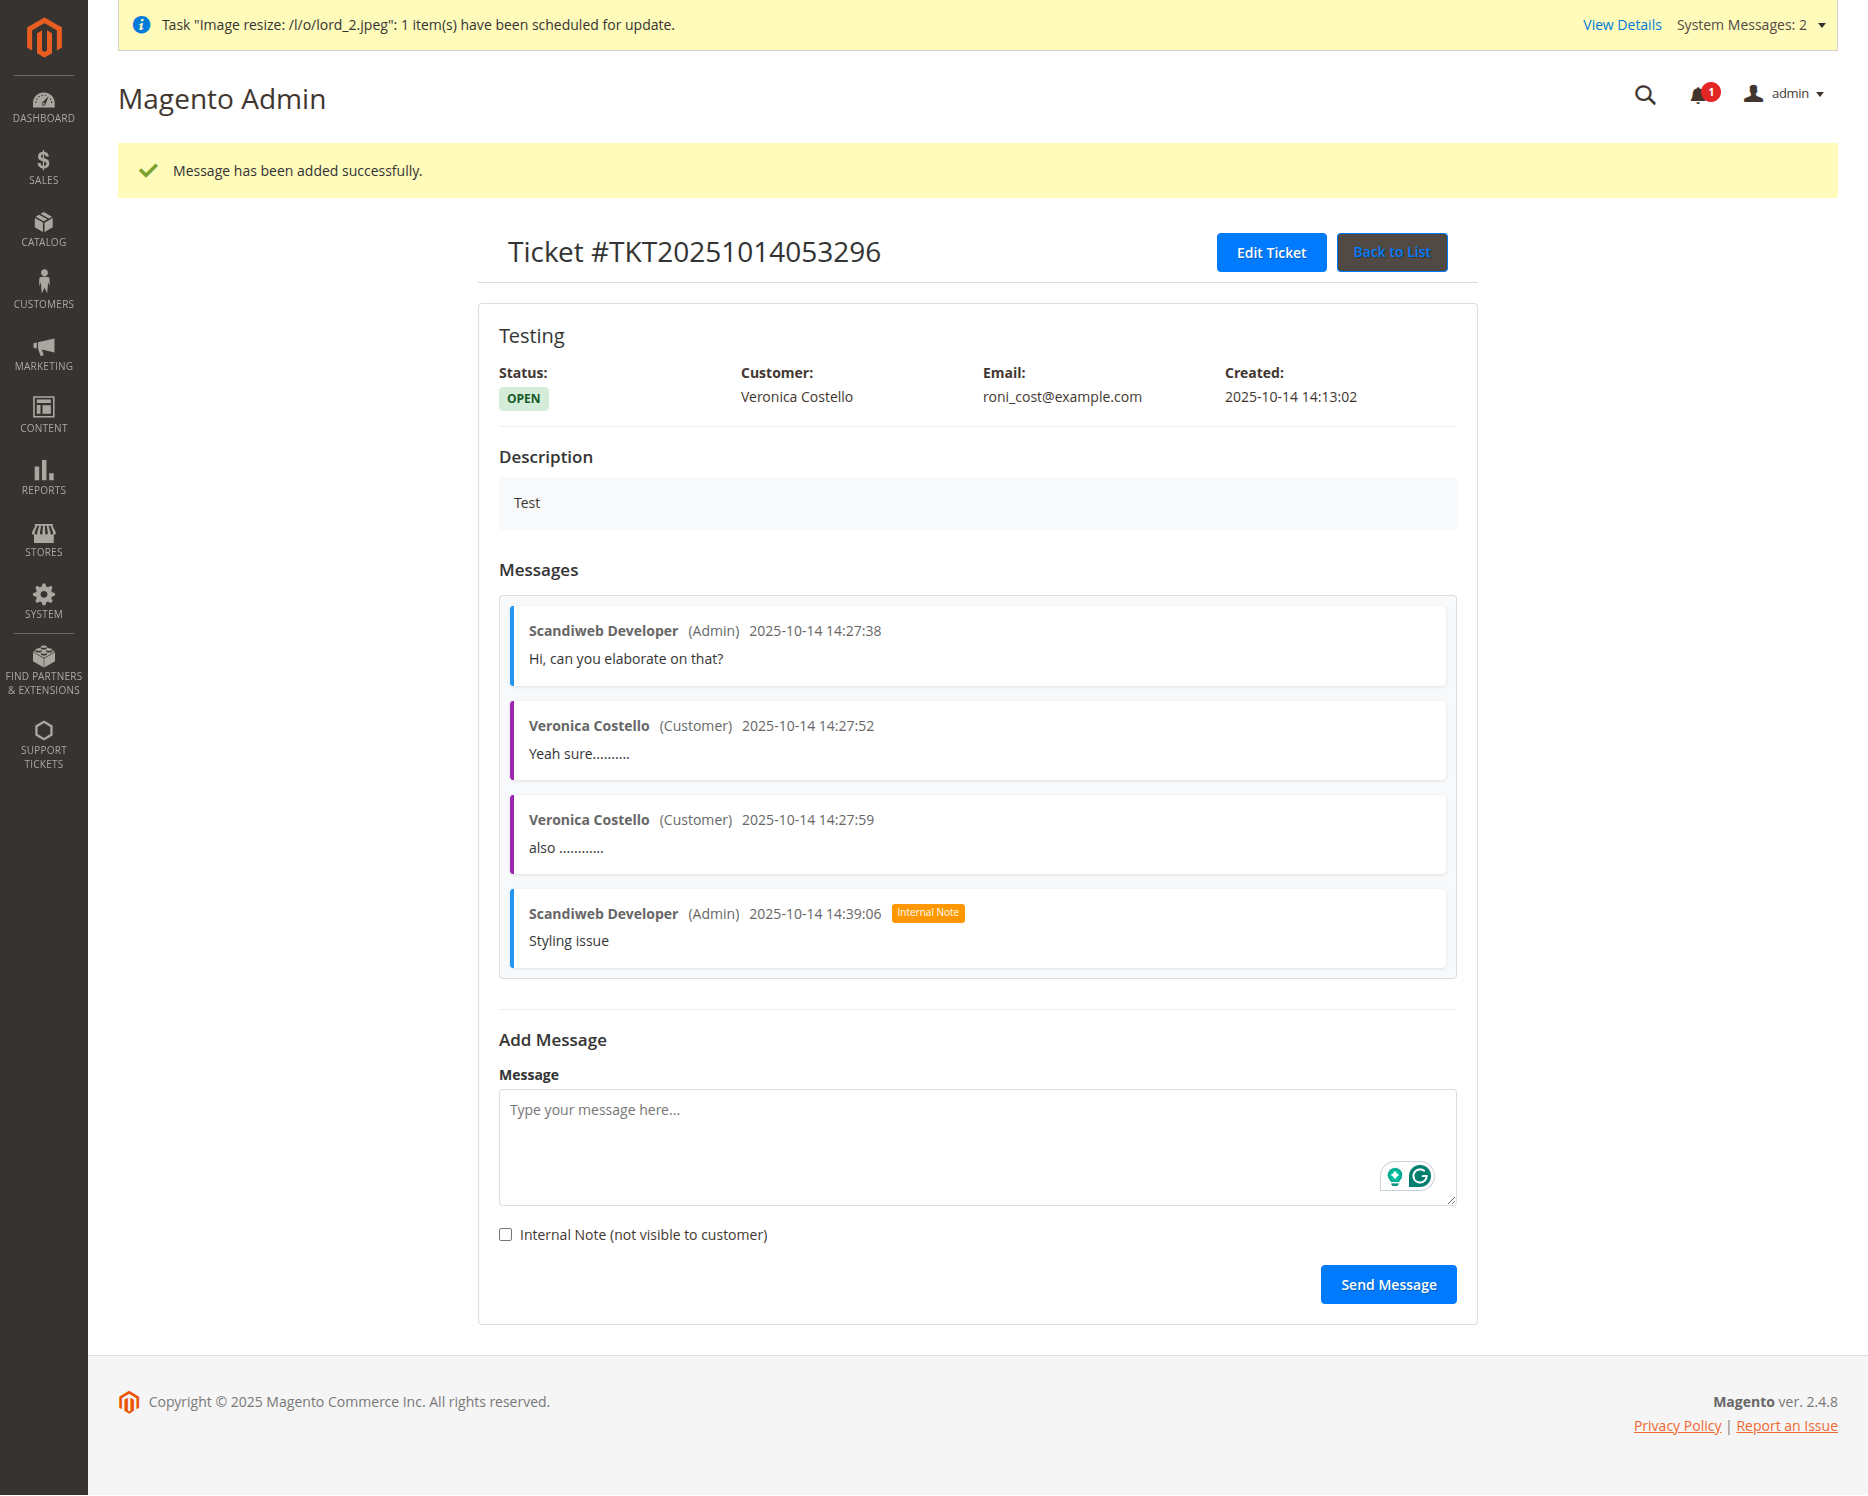 Task "Image resize: /l/o/lord_2.jpeg": 1 item(s) have been scheduled for update.
View Details
System Messages: 2
Magento Admin
1
admin
DASHBOARD
SALES
CATALOG
CUSTOMERS
MARKETING
CONTENT
REPORTS
STORES
SYSTEM
FIND PARTNERS
& EXTENSIONS
SUPPORT
TICKETS
Message has been added successfully.
Ticket #TKT20251014053296
Edit Ticket
Back to List
Testing
Status:
OPEN
Customer:
Veronica Costello
Email:
roni_cost@example.com
Created:
2025-10-14 14:13:02
Description
Test
Messages
Scandiweb Developer (Admin) 2025-10-14 14:27:38
Hi, can you elaborate on that?
Veronica Costello (Customer) 2025-10-14 14:27:52
Yeah sure..........
Veronica Costello (Customer) 2025-10-14 14:27:59
also ............
Scandiweb Developer (Admin) 2025-10-14 14:39:06 Internal Note
Styling issue
Add Message
Message
Type your message here...
Internal Note (not visible to customer)
Send Message
Copyright © 2025 Magento Commerce Inc. All rights reserved.
Magento ver. 2.4.8
Privacy Policy | Report an Issue